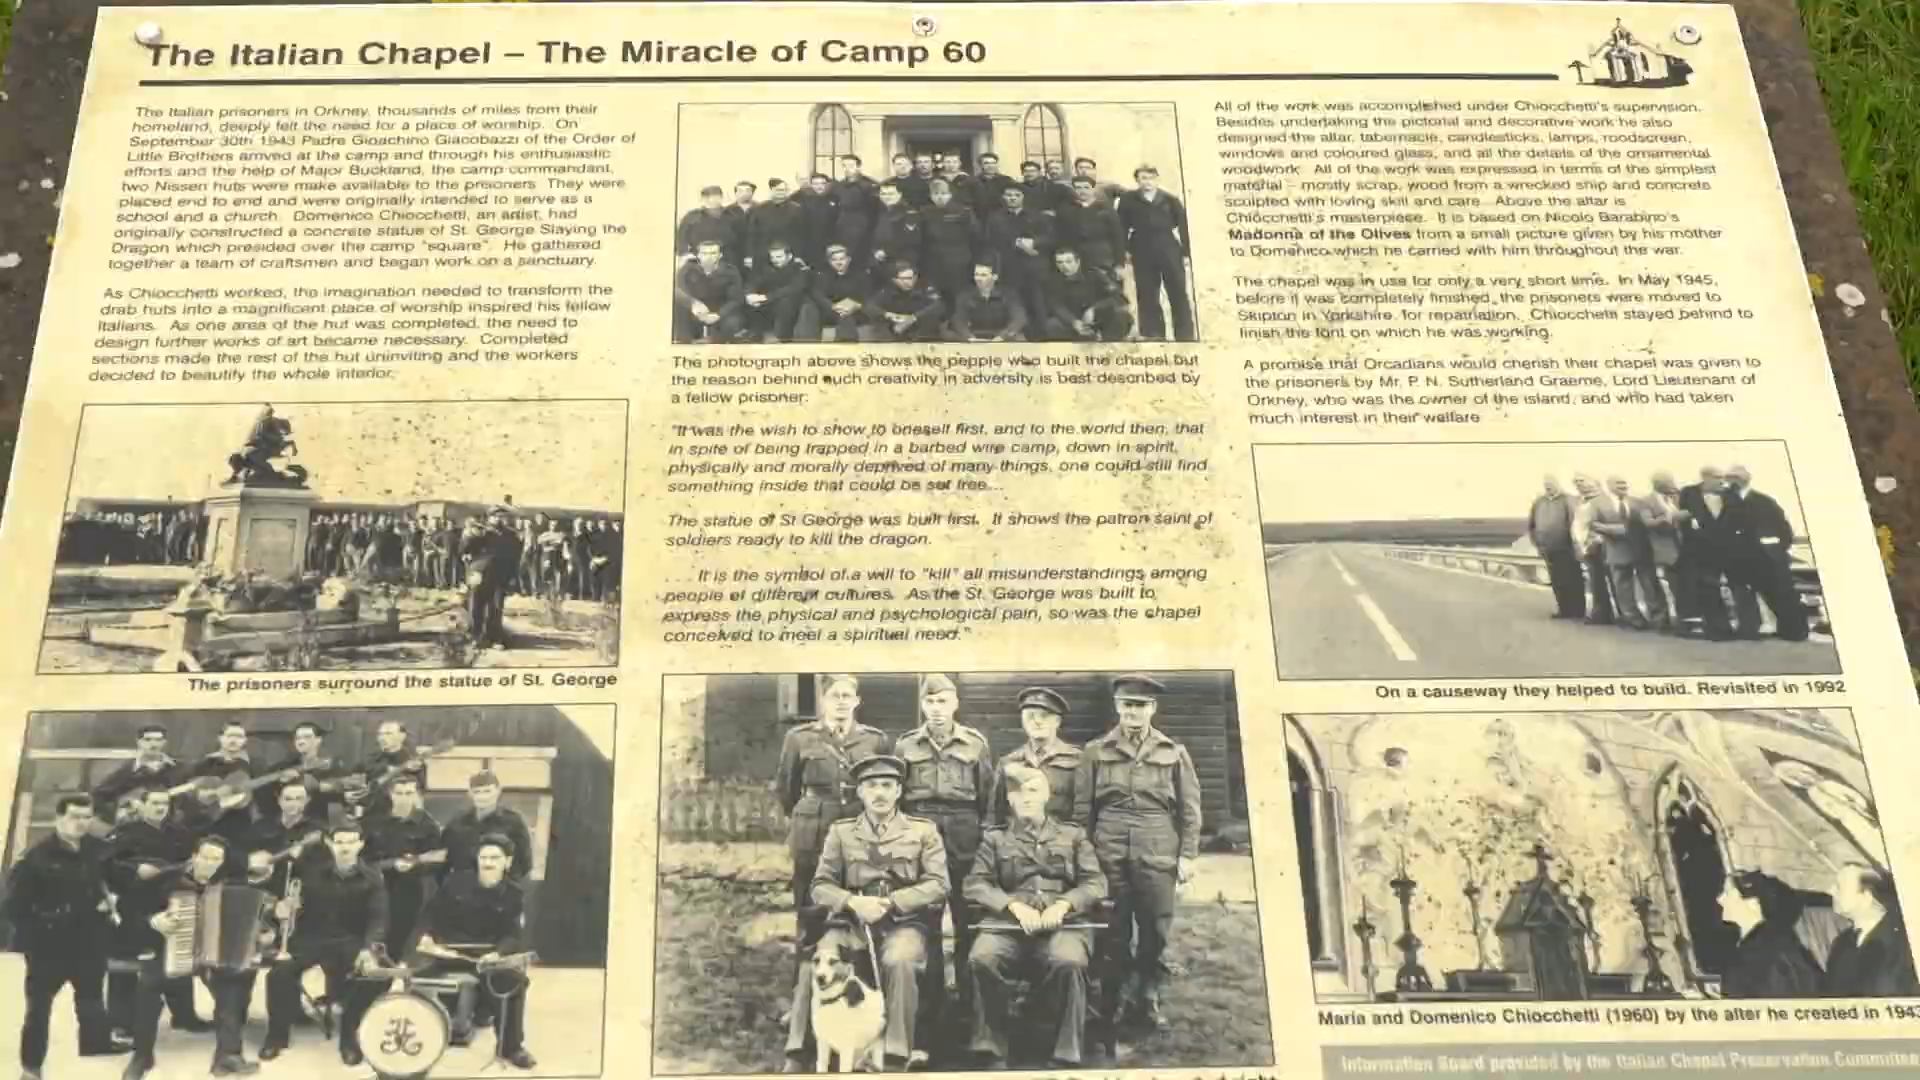 The Italian Chapel – The Miracle of Camp 60
The Italian prisoners in Orkney, thousands of miles from their
homeland, deeply felt the need for a place of worship. On
September 30th 1943 Padre Gioachino Giacobazzi of the Order of
Little Brothers arrived at the camp and through his enthusiastic
efforts and the help of Major Buckland, the camp commandant,
two Nissen huts were make available to the prisoners. They were
placed end to end and were originally intended to serve as a
school and a church. Domenico Chiocchetti, an artist, had
originally constructed a concrete statue of St. George Slaying the
Dragon which presided over the camp "square". He gathered
together a team of craftsmen and began work on a sanctuary.
As Chiocchetti worked, the imagination needed to transform the
drab huts into a magnificent place of worship inspired his fellow
Italians. As one area of the hut was completed, the need to
design further works of art became necessary. Completed
sections made the rest of the hut uninviting and the workers
decided to beautify the whole interior.
The prisoners surround the statue of St. George
The photograph above shows the people who built the chapel but
the reason behind such creativity in adversity is best described by
a fellow prisoner:
"It was the wish to show to oneself first, and to the world then, that
in spite of being trapped in a barbed wire camp, down in spirit,
physically and morally deprived of many things, one could still find
something inside that could be set free...
The statue of St George was built first. It shows the patron saint of
soldiers ready to kill the dragon.
.... It is the symbol of a will to "kill" all misunderstandings among
people of different cultures. As the St. George was built to
express the physical and psychological pain, so was the chapel
conceived to meet a spiritual need."
All of the work was accomplished under Chiocchetti's supervision.
Besides undertaking the pictorial and decorative work he also
designed the altar, tabernacle, candlesticks, lamps, roodscreen,
windows and coloured glass, and all the details of the ornamental
woodwork. All of the work was expressed in terms of the simplest
material – mostly scrap, wood from a wrecked ship and concrete
sculpted with loving skill and care. Above the altar is
Chiocchetti's masterpiece. It is based on Nicolo Barabino's
Madonna of the Olives from a small picture given by his mother
to Domenico which he carried with him throughout the war.
The chapel was in use for only a very short time. In May 1945,
before it was completely finished, the prisoners were moved to
Skipton in Yorkshire, for repatriation. Chiocchetti stayed behind to
finish the font on which he was working.
A promise that Orcadians would cherish their chapel was given to
the prisoners by Mr. P. N. Sutherland Graeme, Lord Lieutenant of
Orkney, who was the owner of the island, and who had taken
much interest in their welfare
On a causeway they helped to build. Revisited in 1992
Maria and Domenico Chiocchetti (1960) by the alter he created in 1943
Information Board provided by the Italian Chapel Preservation Committee